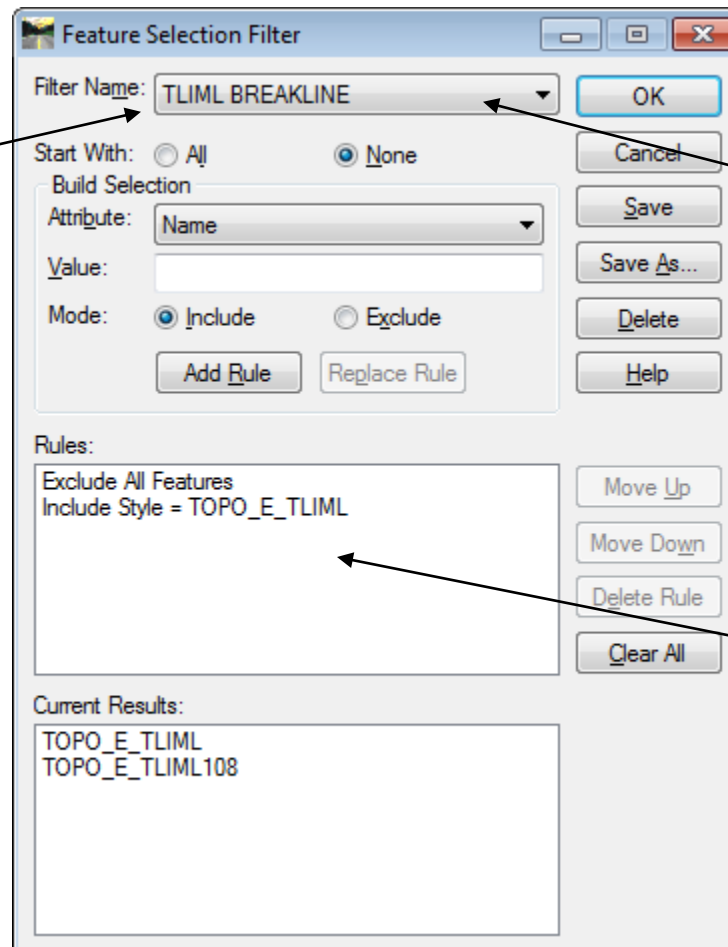 Feature Selection Filter
Filter Name: TLIML BREAKLINE
OK
Start With: All None
Cancel
Build Selection
Attribute: Name
Save
Value:
Save As...
Mode: Include Exclude
Delete
Add Rule Replace Rule
Help
Rules:
Exclude All Features
Include Style = TOPO_E_TLIML
Move Up
Move Down
Delete Rule
Clear All
Current Results:
TOPO_E_TLIML
TOPO_E_TLIML108